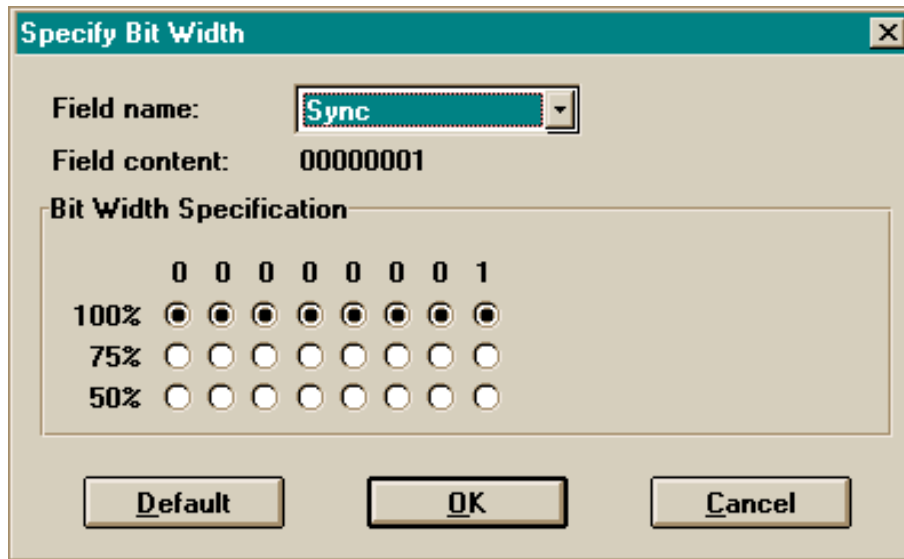 Specify Bit Width
Field name: Sync
Field content: 00000001
Bit Width Specification
0 0 0 0 0 0 0 1
100%
75%
50%
Default OK Cancel